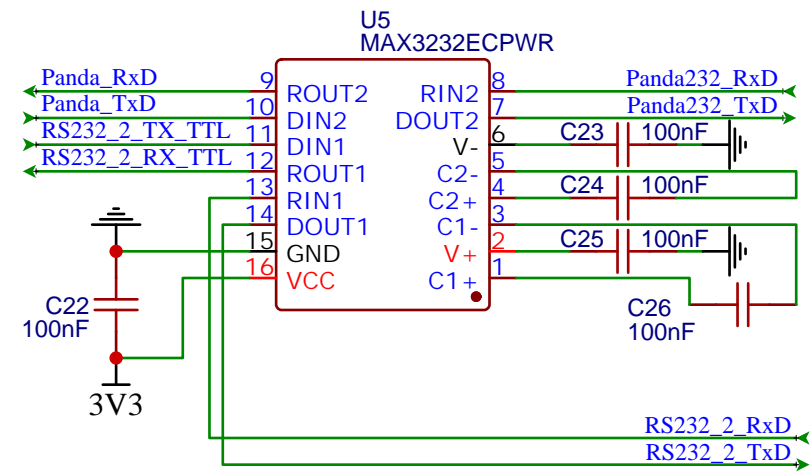 U5
MAX3232ECPWR
Panda_RxD 9 ROUT2 RIN2 8 Panda232_RxD
Panda_TxD 10 DIN2 DOUT2 7 Panda232_TxD
RS232_2_TX_TTL 11 DIN1 V- 6 C23 100nF
RS232_2_RX_TTL 12 ROUT1 C2- 5
13 RIN1 C2+ 4 C24 100nF
14 DOUT1 C1- 3
15 GND V+ 2 C25 100nF
16 VCC C1+ 1
C22
100nF
C26
100nF
3V3
RS232_2_RxD
RS232_2_TxD